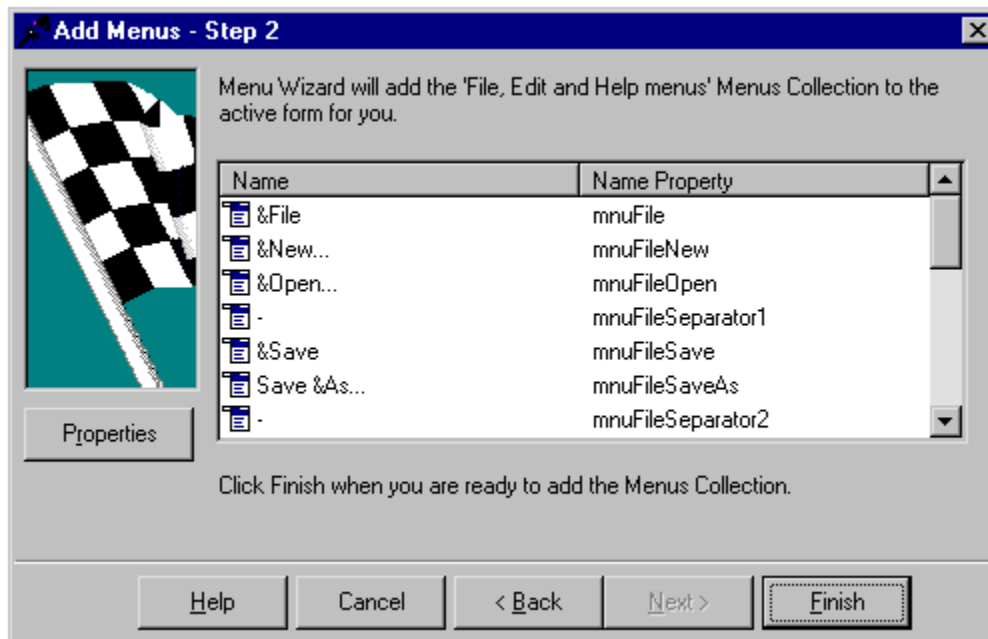 Add Menus - Step 2
Menu Wizard will add the 'File, Edit and Help menus' Menus Collection to the
active form for you.
Name Name Property
&File mnuFile
&New... mnuFileNew
&Open... mnuFileOpen
- mnuFileSeparator1
&Save mnuFileSave
Save &As... mnuFileSaveAs
- mnuFileSeparator2
Properties
Click Finish when you are ready to add the Menus Collection.
Help Cancel < Back Next > Finish